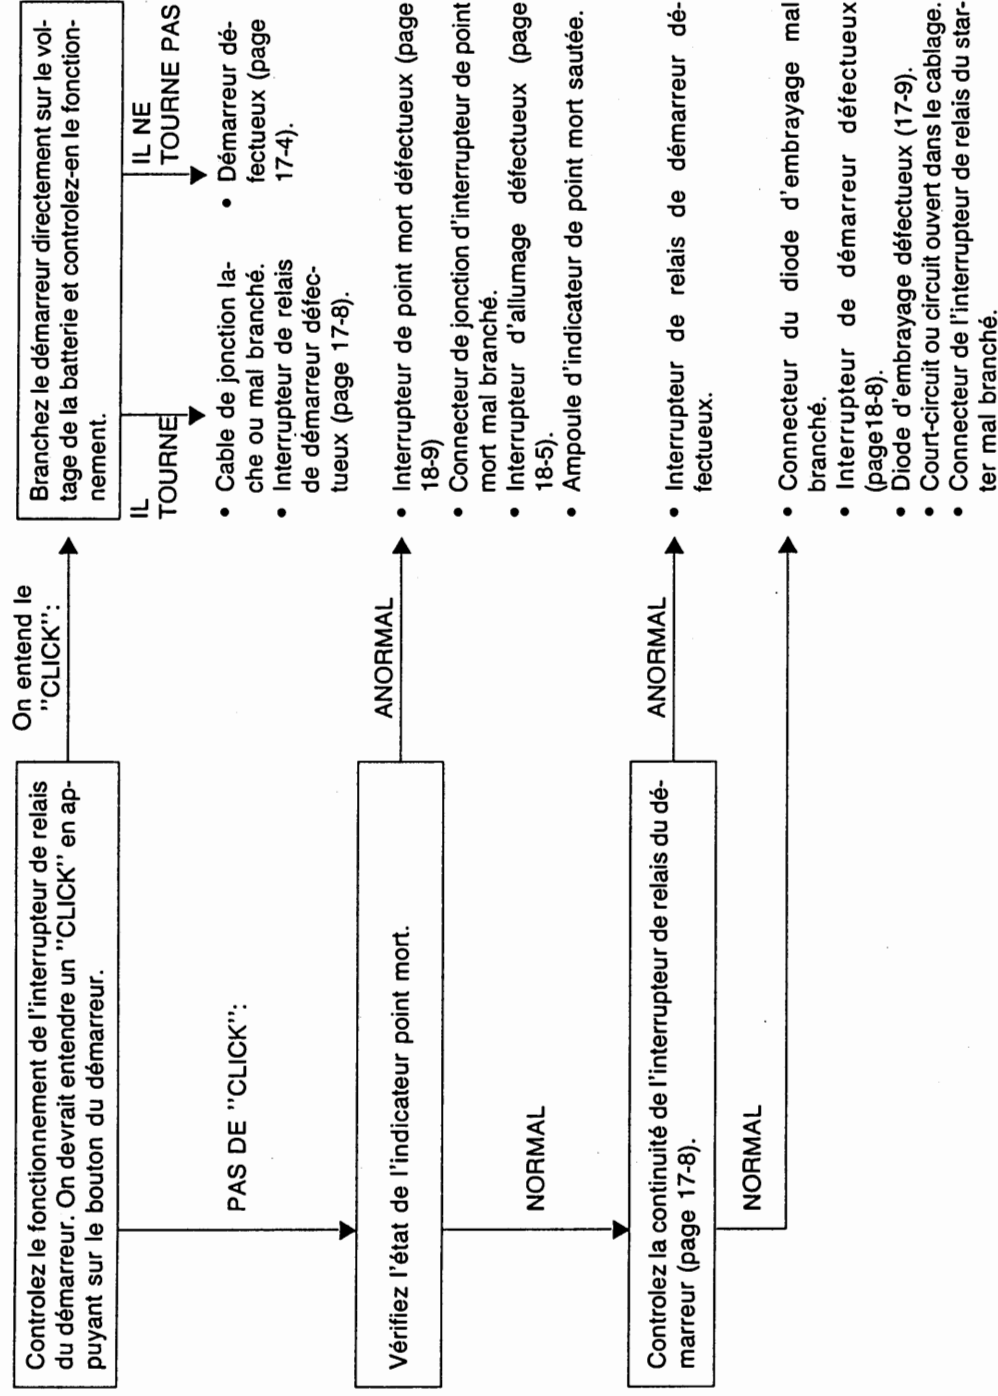 Controlez le fonctionnement de l'interrupteur de relais
du démarreur. On devrait entendre un "CLICK" en ap-
puyant sur le bouton du démarreur.
On entend le
"CLICK":
Branchez le démarreur directement sur le vol-
tage de la batterie et controlez-en le fonction-
nement.
IL
TOURNE
IL NE
TOURNE PAS
• Cable de jonction la-
che ou mal branché.
• Interrupteur de relais
de démarreur défec-
tueux (page 17-8).
• Démarreur dé-
fectueux (page
17-4).
PAS DE "CLICK":
Vérifiez l'état de l'indicateur point mort.
ANORMAL
• Interrupteur de point mort défectueux (page
18-9)
• Connecteur de jonction d'interrupteur de point
mort mal branché.
• Interrupteur d'allumage défectueux (page
18-5).
• Ampoule d'indicateur de point mort sautée.
NORMAL
Controlez la continuité de l'interrupteur de relais du dé-
marreur (page 17-8).
ANORMAL
• Interrupteur de relais de démarreur dé-
fectueux.
NORMAL
• Connecteur du diode d'embrayage mal
branché.
• Interrupteur de démarreur défectueux
(page18-8).
• Diode d'embrayage défectueux (17-9).
• Court-circuit ou circuit ouvert dans le cablage.
• Connecteur de l'interrupteur de relais du star-
ter mal branché.